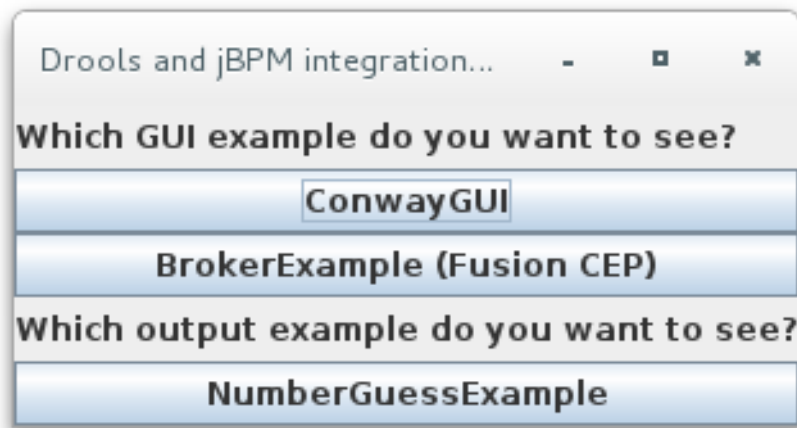 Drools and jBPM integration...
Which GUI example do you want to see?
ConwayGUI
BrokerExample (Fusion CEP)
Which output example do you want to see?
NumberGuessExample